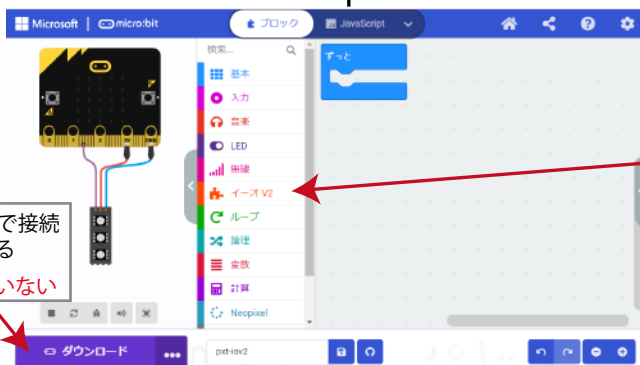 Microsoft
micro:bit
ブロック
JavaScript
検索...
ずっと
基本
入力
音楽
LED
無線
イーオV2
ループ
論理
変数
計算
Neopixel
で接続
る
いない
ダウンロード
pxt-iov2